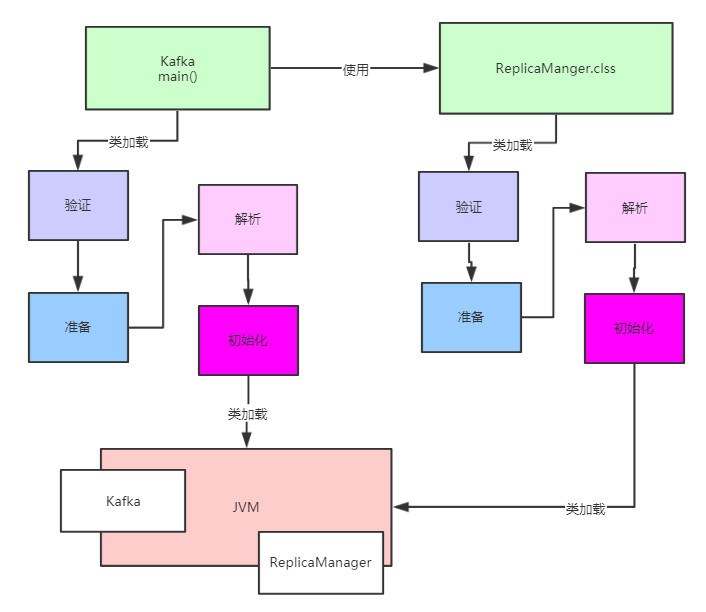 Kafka
main()
使用
ReplicaManger.clss
类加载
类加载
验证
解析
验证
解析
准备
初始化
准备
初始化
类加载
Kafka
JVM
类加载
ReplicaManager